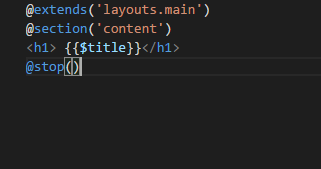 @extends('layouts.main')
@section('content')
<h1> {{$title}}</h1>
@stop()